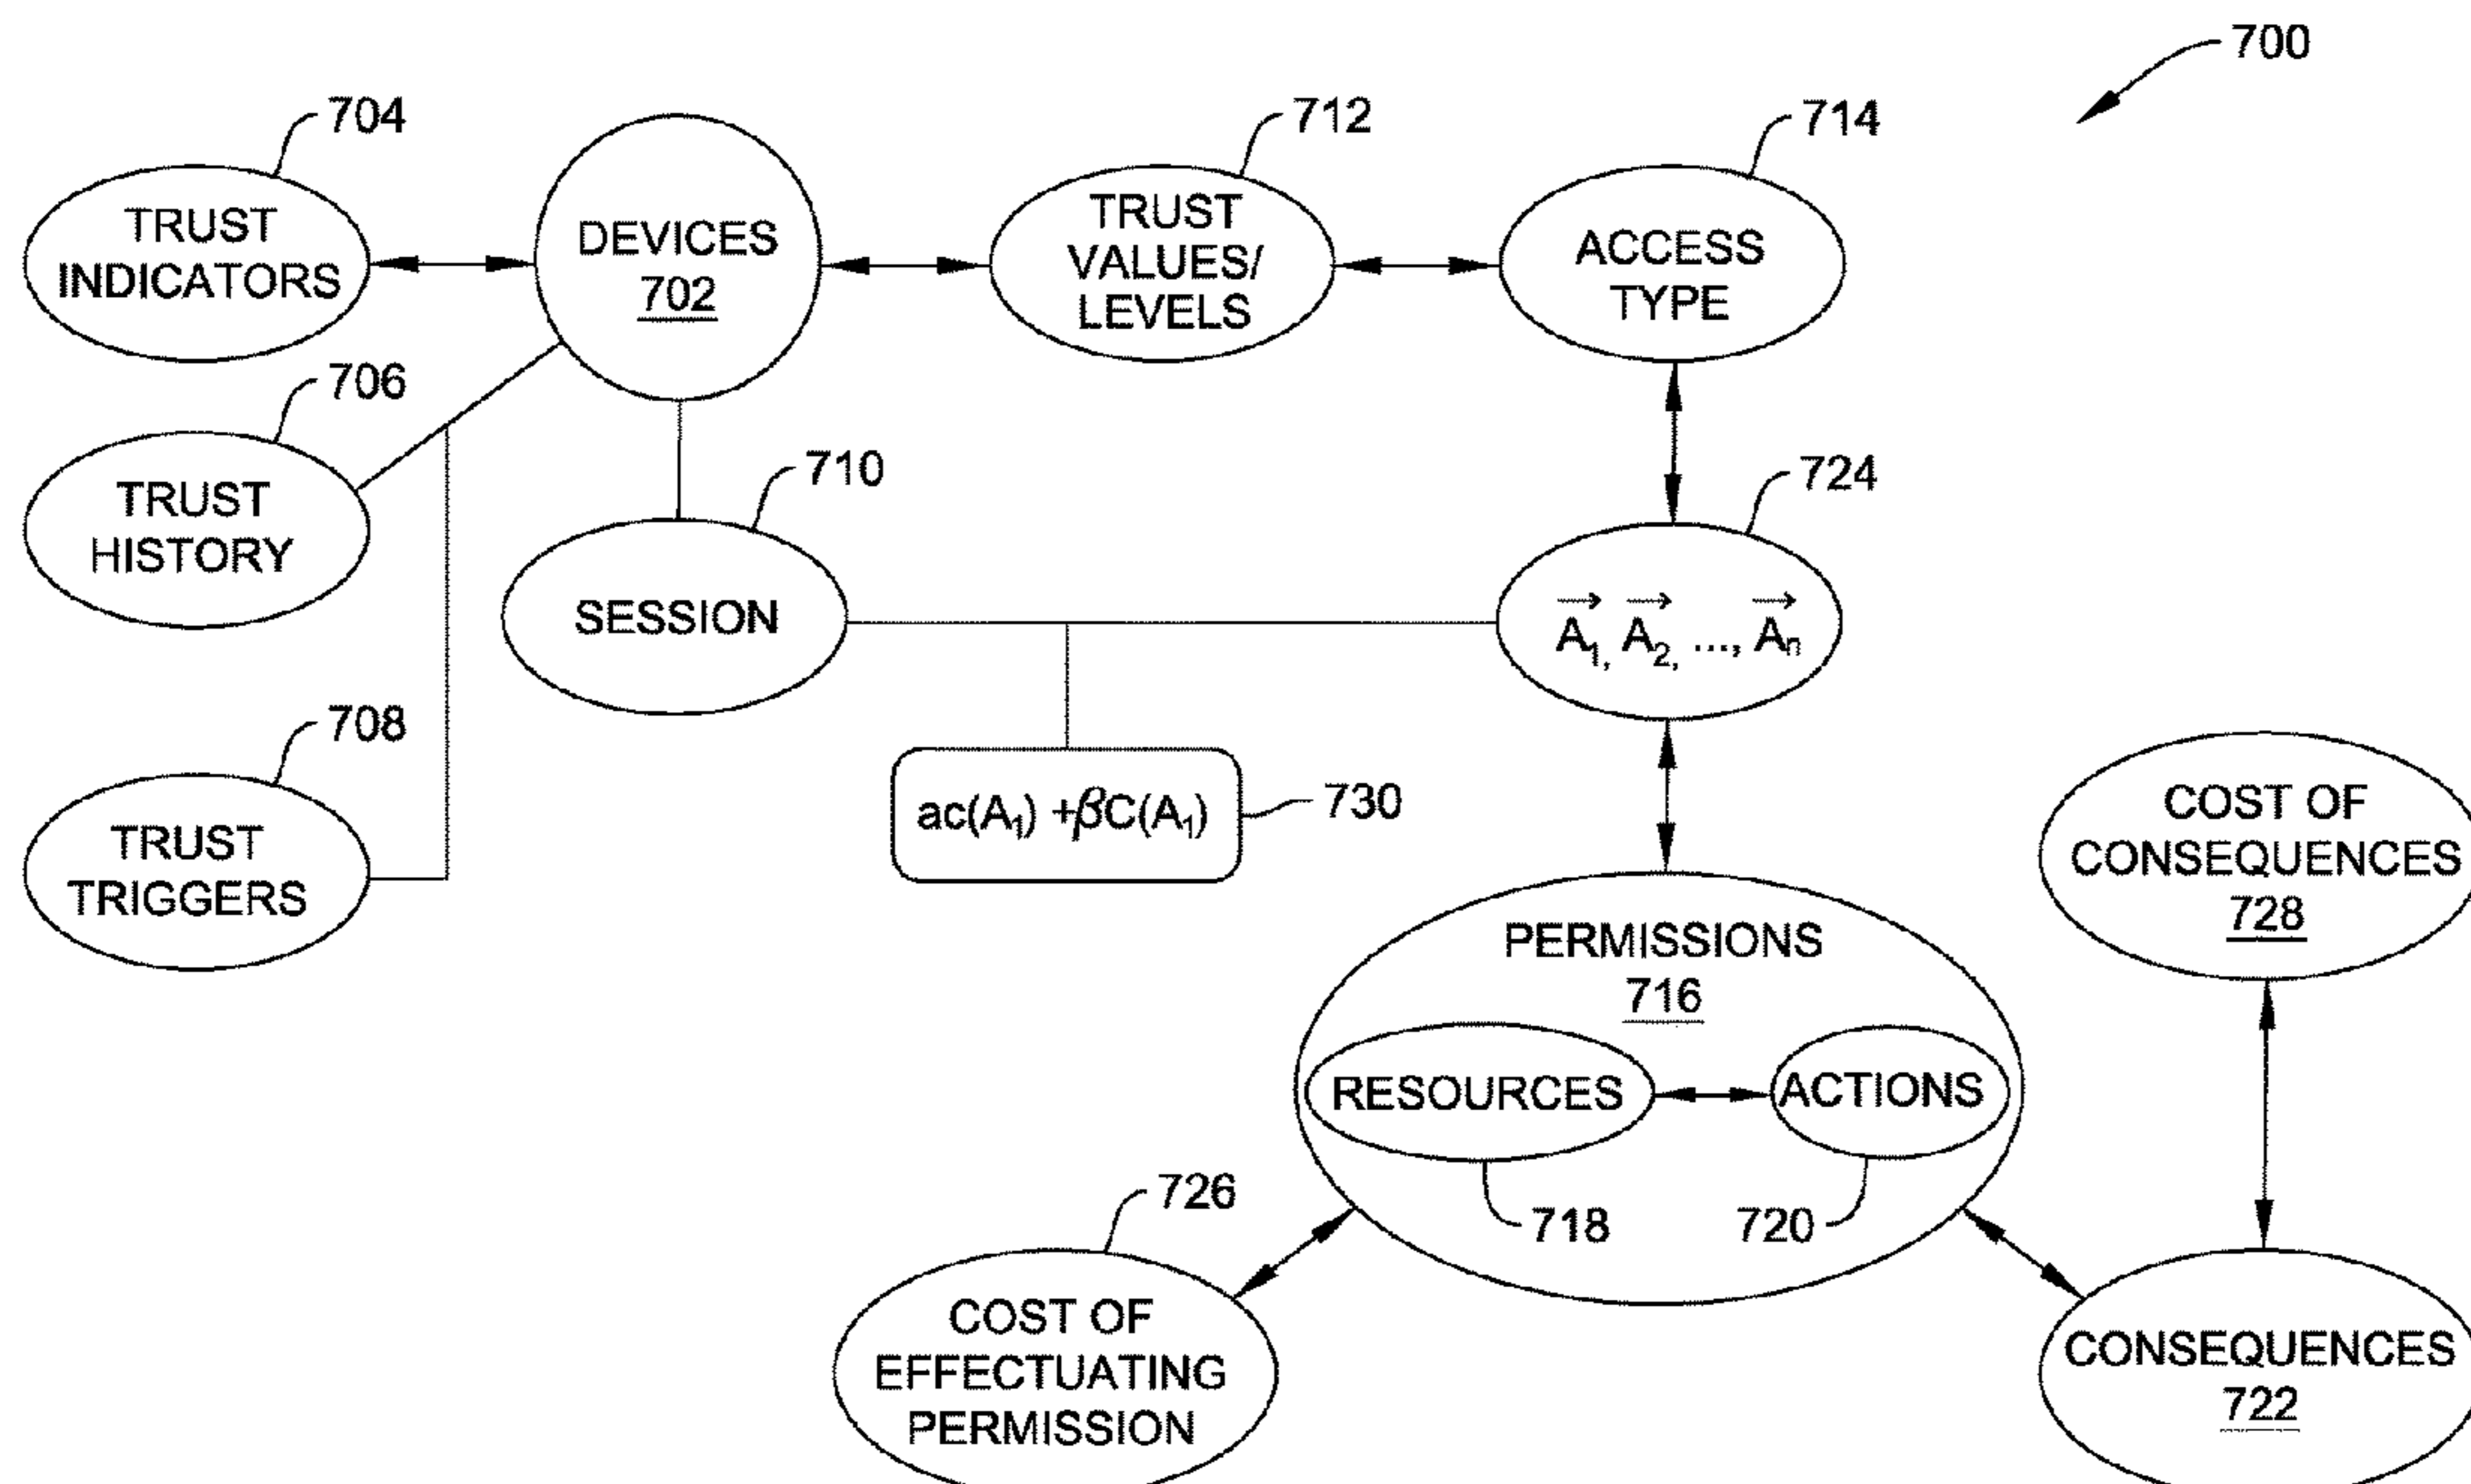 700
704
712
714
TRUST
INDICATORS
DEVICES
702
TRUST
VALUES/
LEVELS
ACCESS
TYPE
706
TRUST
HISTORY
710
SESSION
724
A₁, A₂, ..., Aₙ
708
TRUST
TRIGGERS
ac(A₁) +βC(A₁)
730
COST OF
CONSEQUENCES
728
PERMISSIONS
716
RESOURCES
ACTIONS
718
720
726
COST OF
EFFECTUATING
PERMISSION
CONSEQUENCES
722